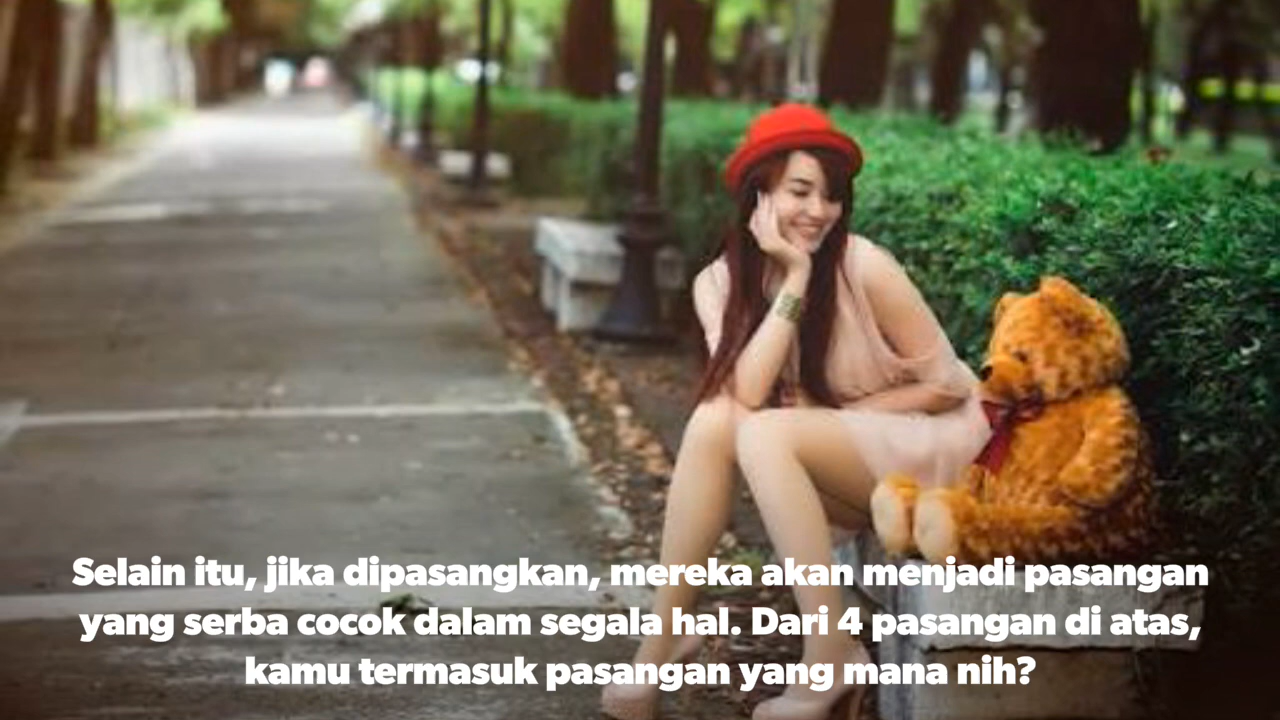 Selain itu, jika dipasangkan, mereka akan menjadi pasangan
yang serba cocok dalam segala hal. Dari 4 pasangan di atas,
kamu termasuk pasangan yang mana nih?